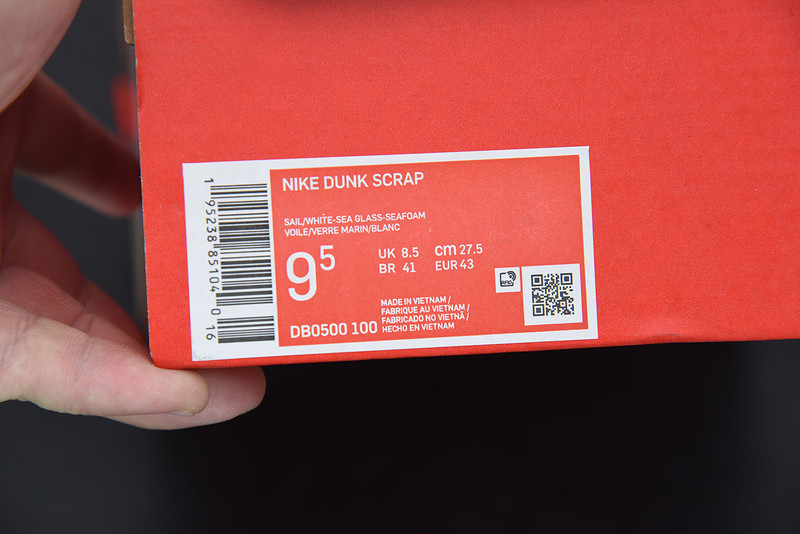 NIKE DUNK SCRAP
SAIL/WHITE-SEA GLASS-SEAFOAM
VOILE/VERRE MARIN/BLANC
9 5
UK 8.5 cm 27.5
BR 41 EUR 43
DB0500 100
MADE IN VIETNAM /
FABRIQUE AU VIETNAM /
FABRICADO NO VIETNÃ /
HECHO EN VIETNAM
1 95238 85104 0 16